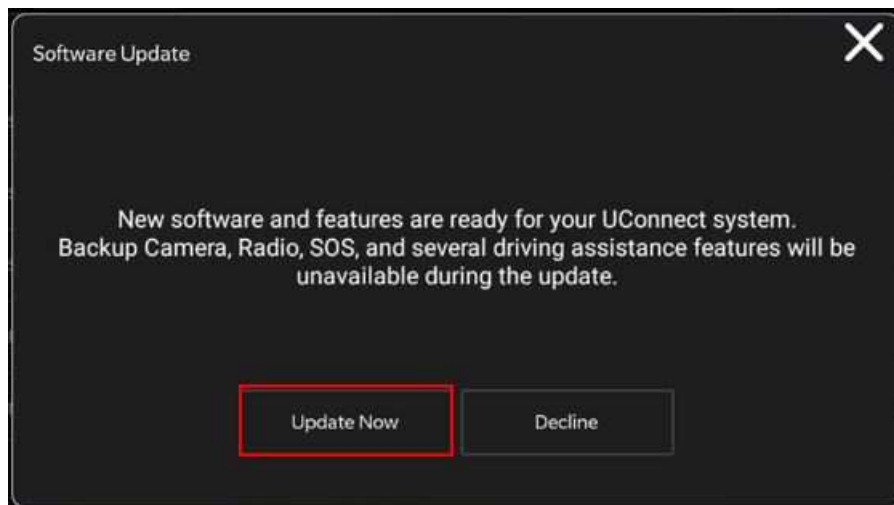 Software Update
New software and features are ready for your UConnect system.
Backup Camera, Radio, SOS, and several driving assistance features will be
unavailable during the update.
Update Now
Decline